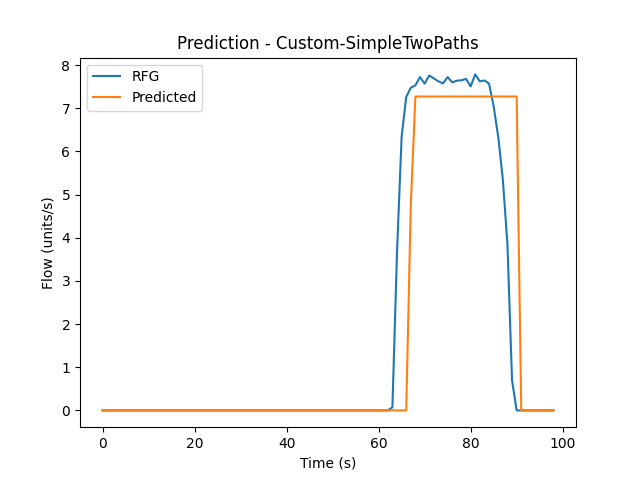 Prediction - Custom-SimpleTwoPaths
RFG
Predicted
8
7
6
5
4
3
2
1
0
Flow (units/s)
0 20 40 60 80 100
Time (s)